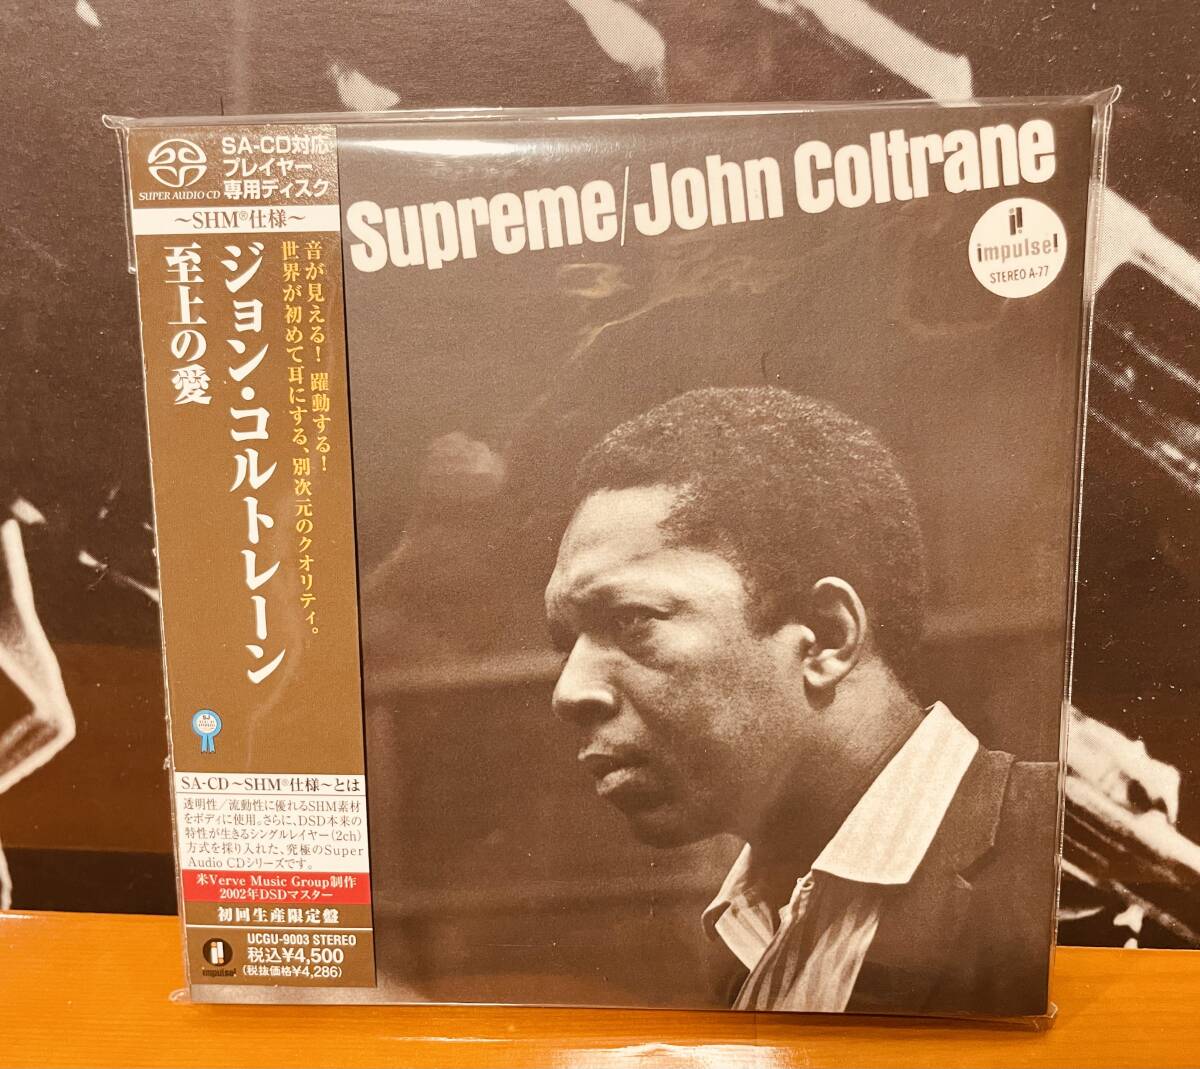 SA-CD対応
プレイヤー
専用ディスク
SUPER AUDIO CD
～SHM®仕様～
音が見える!躍動する!
世界が初めて耳にする、別次元のクオリティ。
ジョン・コルトレーン
至上の愛
SJ
SA-CD～SHM®仕様～とは
透明性/流動性に優れるSHM素材
をボディに使用。さらに、DSD本来の
特性が生きるシングルレイヤー(2ch)
方式を採り入れた、究極のSuper
Audio CDシリーズです。
米Verve Music Group制作
2002年DSDマスター
初回生産限定盤
impulse!
UCGU-9003 STEREO
税込¥4,500
(税抜価格¥4,286)
Supreme/John Coltrane
impulse!
STEREO A-77